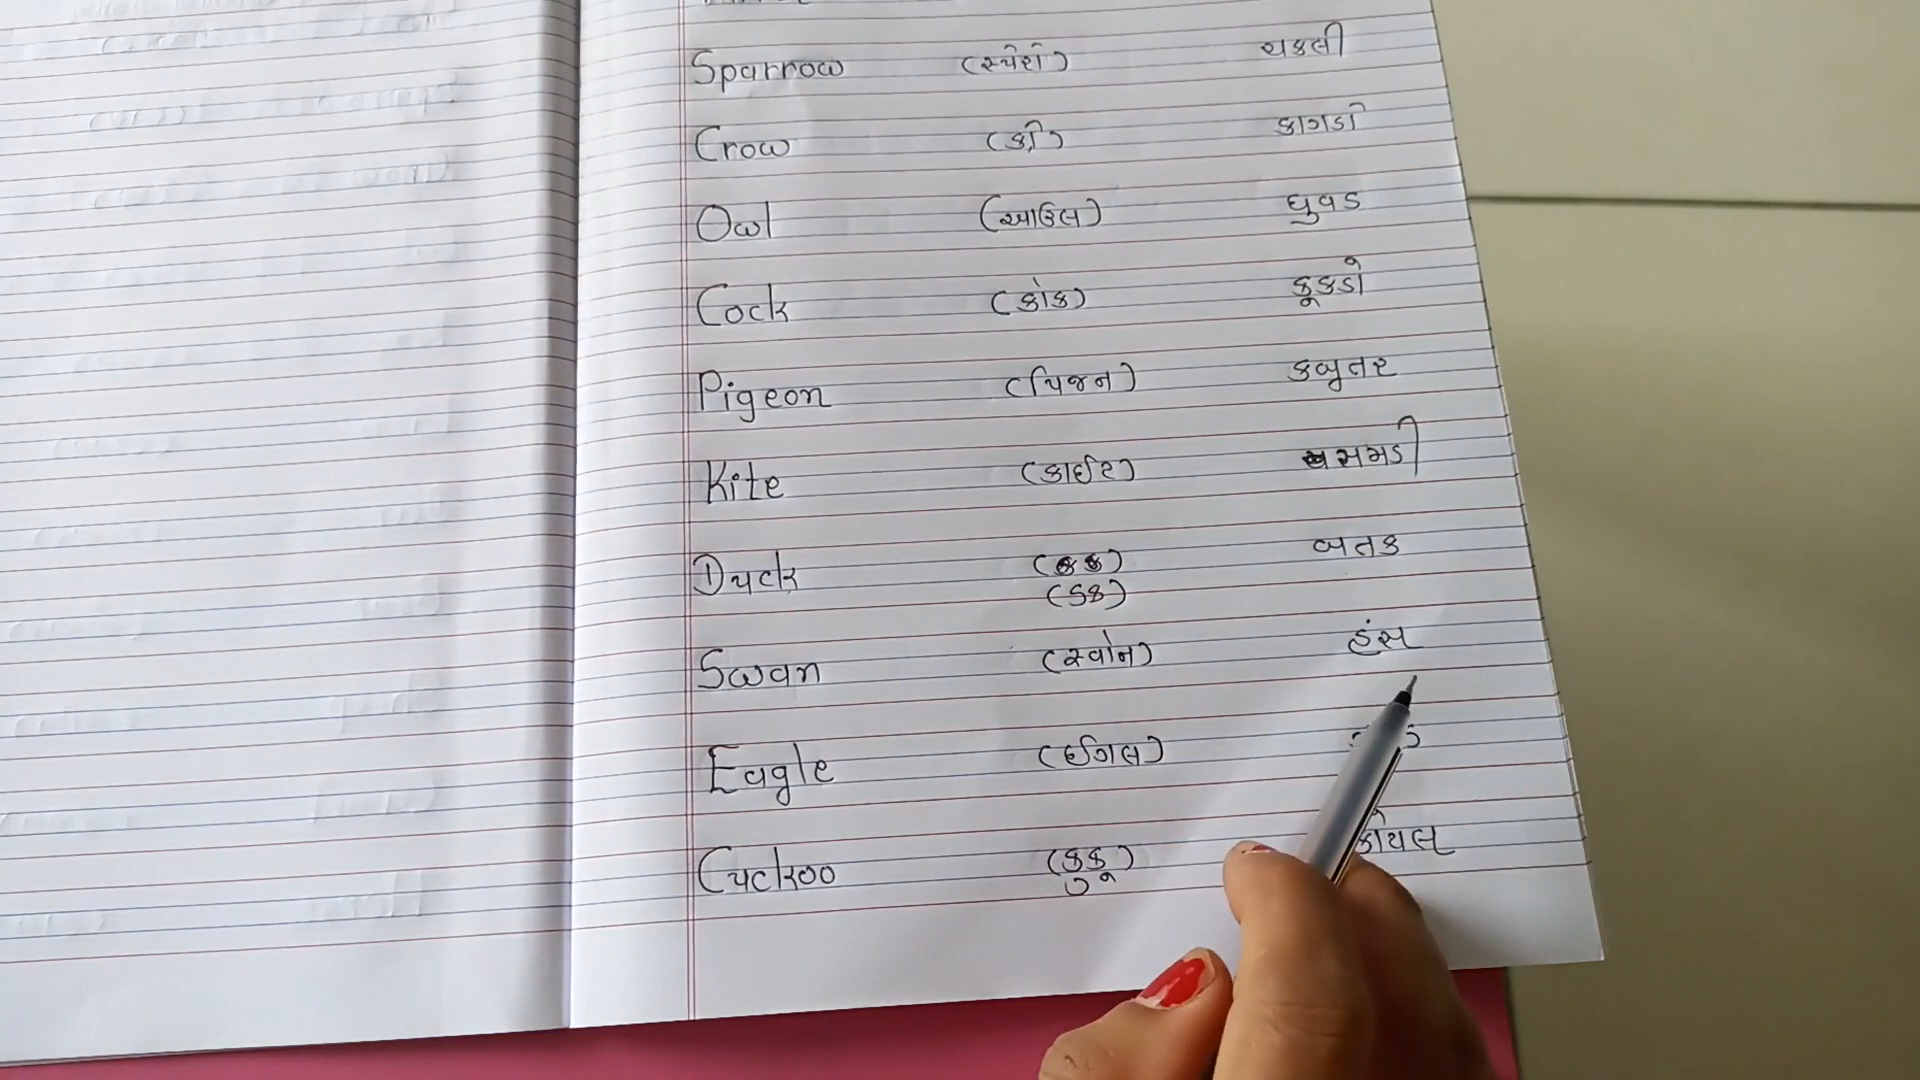 Sparrow (સ્પેરો) ચકલી
Crow (ક્રો) કાગડો
Owl (આઉલ) ઘુવડ
Cock (કોક) કૂકડો
Pigeon (પિજન) કબુતર
Kite (કાઈટ) સમડી
Duck બતક
(ડક)
Swan (સ્વોન) હંસ
Eagle (ઈગલ)
Cuckoo (કુકૂ) કોયલ